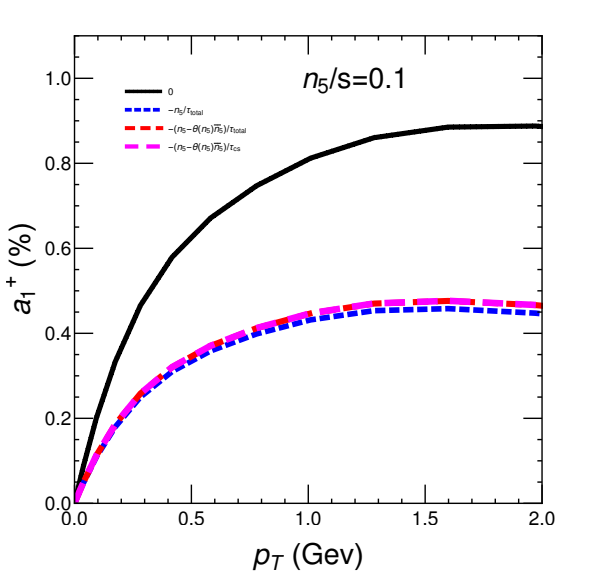 n₅/s=0.1
0
−n₅/τtotal
−(n₅−θ(n₅)n̅₅)/τtotal
−(n₅−θ(n₅)n̅₅)/τcs
a₁⁺ (%)
1.0
0.8
0.6
0.4
0.2
0.0
0.0 0.5 1.0 1.5 2.0
p_T (Gev)